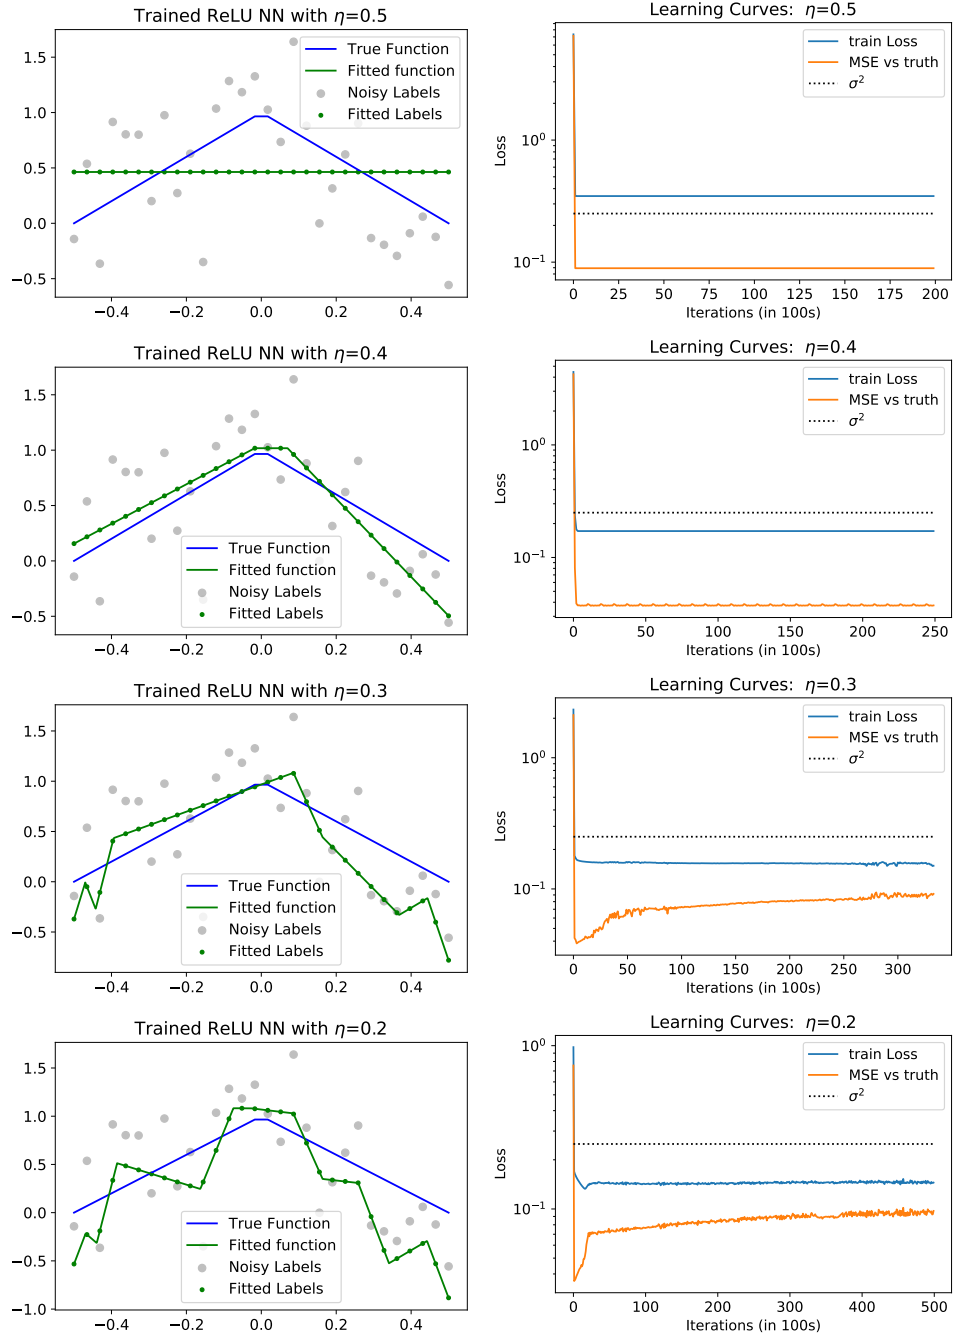 Trained ReLU NN with η=0.5
1.5
1.0
0.5
0.0
−0.5
−0.4
−0.2
0.0
0.2
0.4
True Function
Fitted function
Noisy Labels
Fitted Labels
Learning Curves: η=0.5
Loss
10⁰
10⁻¹
0
25
50
75
100
125
150
175
200
Iterations (in 100s)
train Loss
MSE vs truth
σ²
Trained ReLU NN with η=0.4
1.5
1.0
0.5
0.0
−0.5
−0.4
−0.2
0.0
0.2
0.4
True Function
Fitted function
Noisy Labels
Fitted Labels
Learning Curves: η=0.4
Loss
10⁰
10⁻¹
0
50
100
150
200
250
Iterations (in 100s)
train Loss
MSE vs truth
σ²
Trained ReLU NN with η=0.3
1.5
1.0
0.5
0.0
−0.5
−0.4
−0.2
0.0
0.2
0.4
True Function
Fitted function
Noisy Labels
Fitted Labels
Learning Curves: η=0.3
Loss
10⁰
10⁻¹
0
50
100
150
200
250
300
Iterations (in 100s)
train Loss
MSE vs truth
σ²
Trained ReLU NN with η=0.2
1.5
1.0
0.5
0.0
−0.5
−1.0
−0.4
−0.2
0.0
0.2
0.4
True Function
Fitted function
Noisy Labels
Fitted Labels
Learning Curves: η=0.2
Loss
10⁰
10⁻¹
0
100
200
300
400
500
Iterations (in 100s)
train Loss
MSE vs truth
σ²